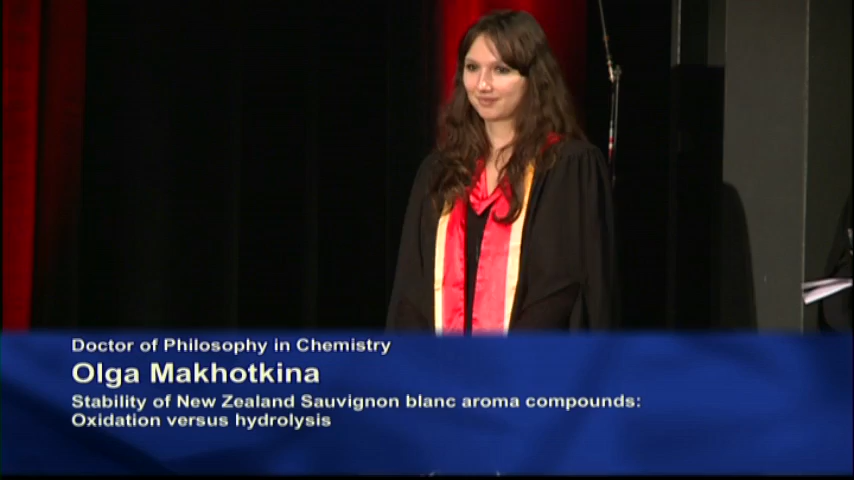 Doctor of Philosophy in Chemistry
Olga Makhotkina
Stability of New Zealand Sauvignon blanc aroma compounds:
Oxidation versus hydrolysis